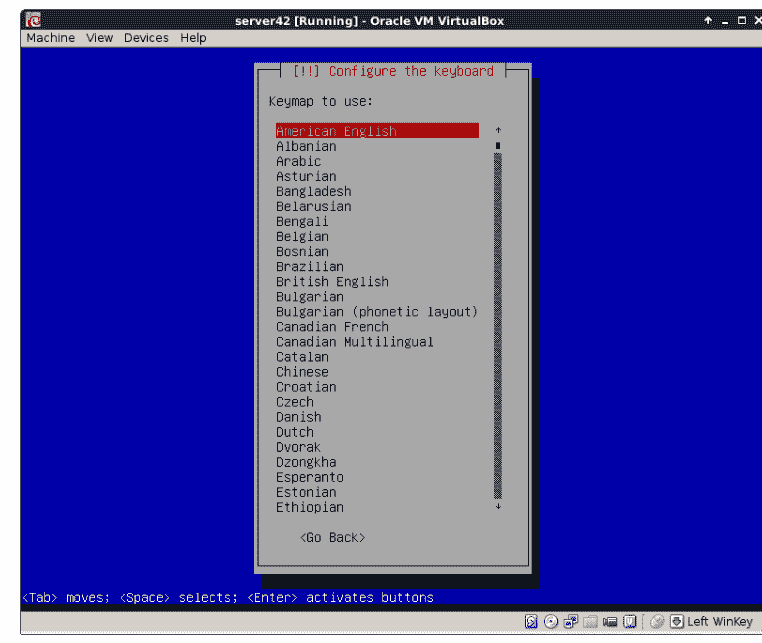 server42 [Running] - Oracle VM VirtualBox
Machine View Devices Help
[!!] Configure the keyboard
Keymap to use:
American English
Albanian
Arabic
Asturian
Bangladesh
Belarusian
Bengali
Belgian
Bosnian
Brazilian
British English
Bulgarian
Bulgarian (phonetic layout)
Canadian French
Canadian Multilingual
Catalan
Chinese
Croatian
Czech
Danish
Dutch
Dvorak
Dzongkha
Esperanto
Estonian
Ethiopian
<Go Back>
<Tab> moves; <Space> selects; <Enter> activates buttons
Left WinKey